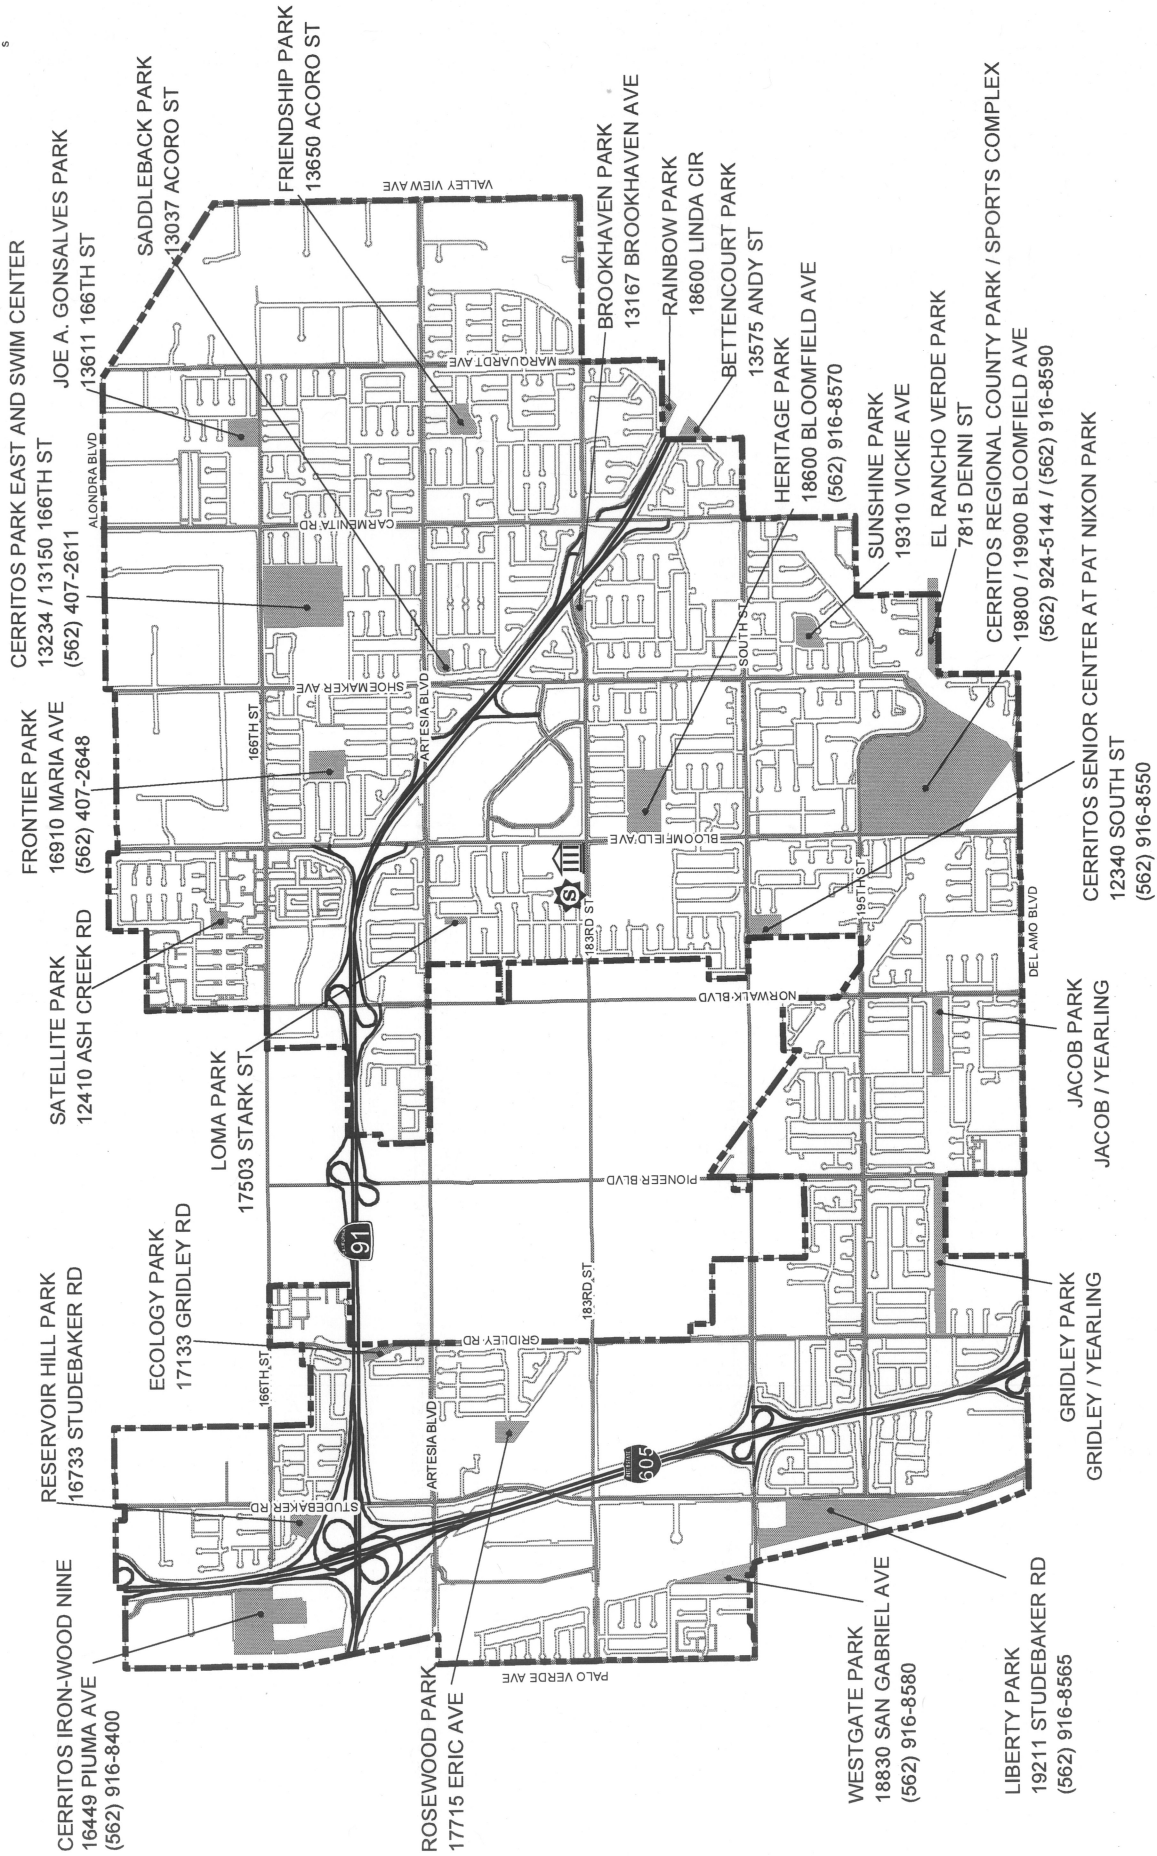 CERRITOS IRON-WOOD NINE
16449 PIUMA AVE
(562) 916-8400
RESERVOIR HILL PARK
16733 STUDEBAKER RD
ECOLOGY PARK
17133 GRIDLEY RD
SATELLITE PARK
12410 ASH CREEK RD
LOMA PARK
17503 STARK ST
FRONTIER PARK
16910 MARIA AVE
(562) 407-2648
CERRITOS PARK EAST AND SWIM CENTER
13234 / 13150 166TH ST
(562) 407-2611
JOE A. GONSALVES PARK
13611 166TH ST
SADDLEBACK PARK
13037 ACORO ST
FRIENDSHIP PARK
13650 ACORO ST
s
ALONDRA BLVD
166TH ST
166TH ST
ARTESIA BLVD
ARTESIA BLVD
183RD ST
183RD ST
SOUTH ST
195TH ST
DEL AMO BLVD
PALO VERDE AVE
STUDEBAKER RD
GRIDLEY RD
PIONEER BLVD
NORWALK BLVD
BLOOMFIELD AVE
SHOEMAKER AVE
CARMENITA RD
MARQUARDT AVE
VALLEY VIEW AVE
91
605
S
ROSEWOOD PARK
17715 ERIC AVE
WESTGATE PARK
18830 SAN GABRIEL AVE
(562) 916-8580
LIBERTY PARK
19211 STUDEBAKER RD
(562) 916-8565
GRIDLEY PARK
GRIDLEY / YEARLING
JACOB PARK
JACOB / YEARLING
CERRITOS SENIOR CENTER AT PAT NIXON PARK
12340 SOUTH ST
(562) 916-8550
CERRITOS REGIONAL COUNTY PARK / SPORTS COMPLEX
19800 / 19900 BLOOMFIELD AVE
(562) 924-5144 / (562) 916-8590
EL RANCHO VERDE PARK
7815 DENNI ST
SUNSHINE PARK
19310 VICKIE AVE
HERITAGE PARK
18600 BLOOMFIELD AVE
(562) 916-8570
BETTENCOURT PARK
13575 ANDY ST
RAINBOW PARK
18600 LINDA CIR
BROOKHAVEN PARK
13167 BROOKHAVEN AVE